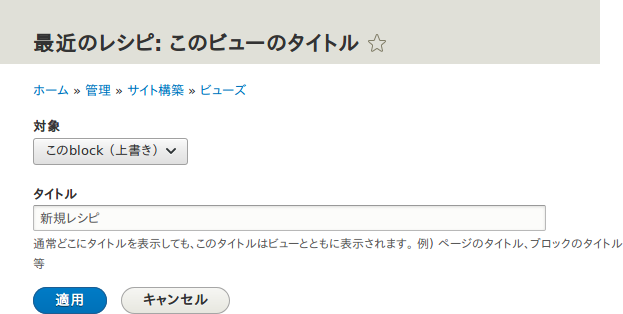 最近のレシピ: このビューのタイトル
ホーム » 管理 » サイト構築 » ビューズ
対象
このblock（上書き）
タイトル
新規レシピ
通常どこにタイトルを表示しても、このタイトルはビューとともに表示されます。例) ページのタイトル、ブロックのタイトル
等
適用 キャンセル